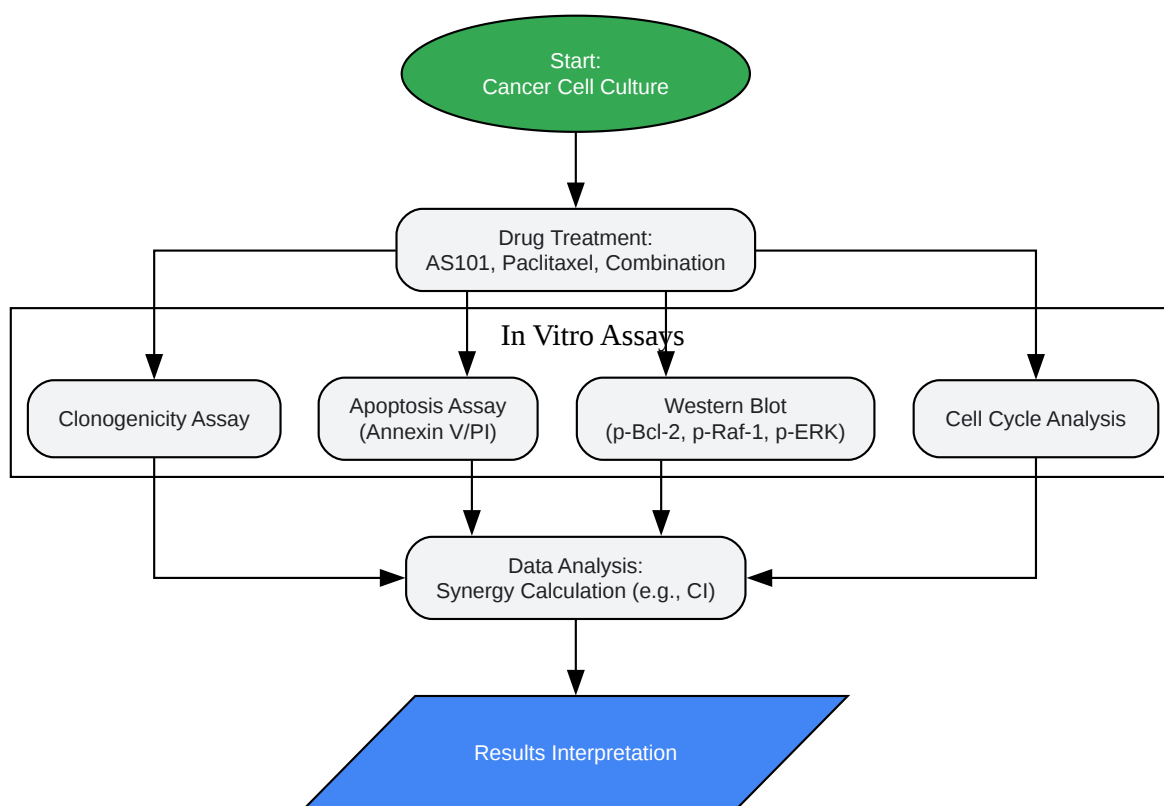 Start:
Cancer Cell Culture
Drug Treatment:
AS101, Paclitaxel, Combination
In Vitro Assays
Clonogenicity Assay
Apoptosis Assay
(Annexin V/PI)
Western Blot
(p-Bcl-2, p-Raf-1, p-ERK)
Cell Cycle Analysis
Data Analysis:
Synergy Calculation (e.g., CI)
Results Interpretation